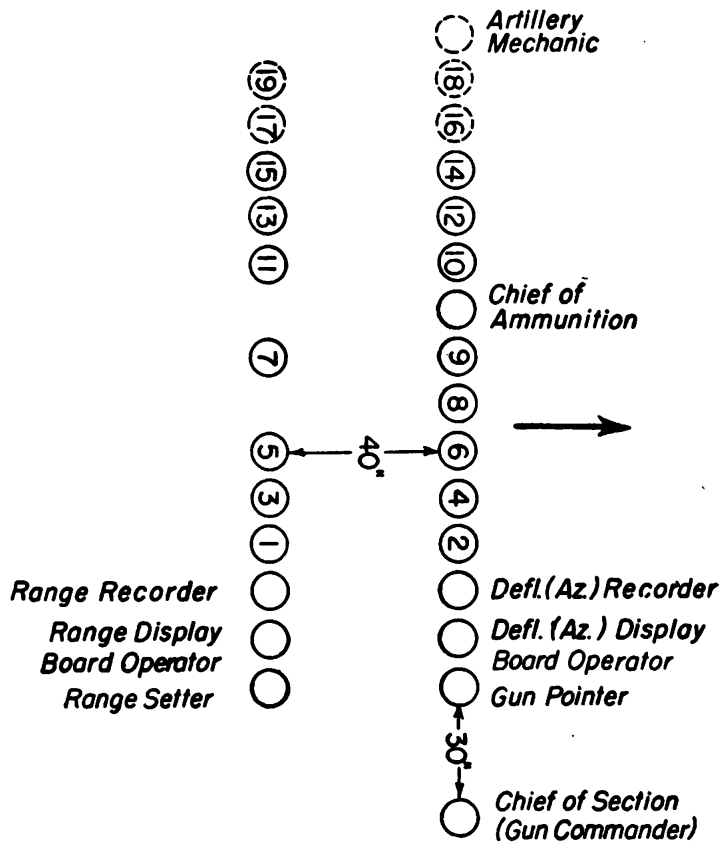 Artillery
Mechanic
19
18
17
16
15
14
13
12
11
10
Chief of
Ammunition
7
9
8
5
40"
6
3
4
1
2
Range Recorder
Defl.(Az.) Recorder
Range Display
Board Operator
Defl.(Az.) Display
Board Operator
Range Setter
Gun Pointer
30"
Chief of Section
(Gun Commander)